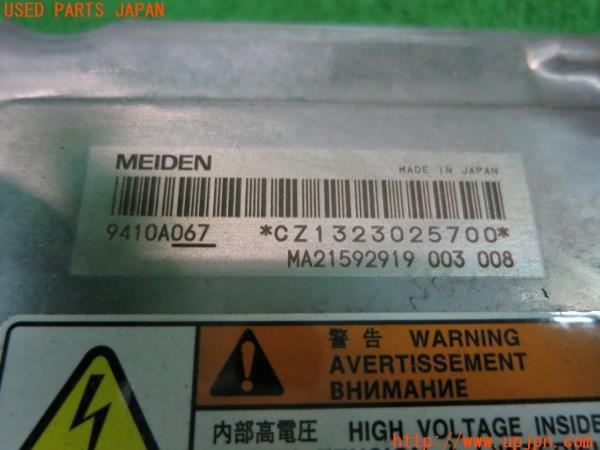 USED PARTS JAPAN
MEIDEN
MADE IN JAPAN
9410A067 *CZ1323025700*
MA21592919 003 008
警告 WARNING
AVERTISSEMENT
ВНИМАНИЕ
内部高電圧 HIGH VOLTAGE INSIDE
http://www.upjpn.com